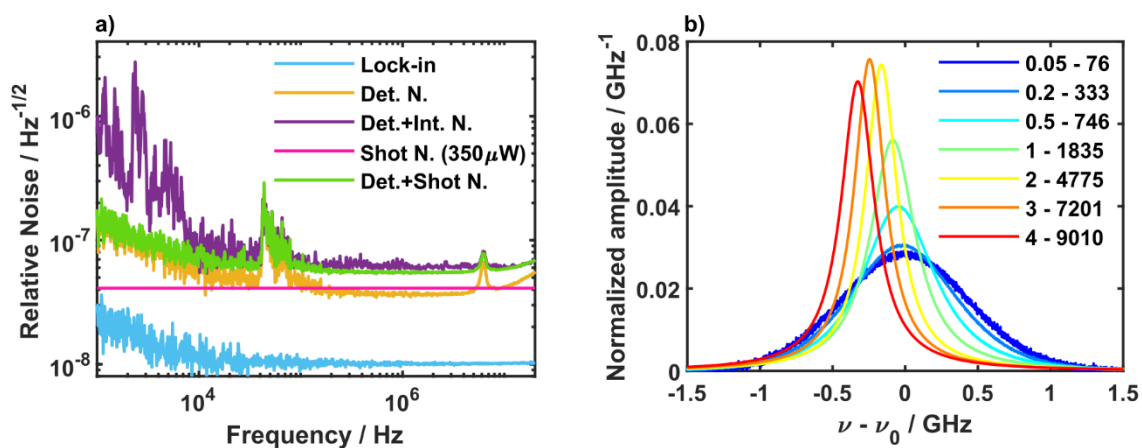 a)
Relative Noise / Hz-1/2
10-6
10-7
10-8
Lock-in
Det. N.
Det.+Int. N.
Shot N. (350μW)
Det.+Shot N.
104
106
Frequency / Hz
b)
Normalized amplitude / GHz-1
0.08
0.06
0.04
0.02
0
0.05 - 76
0.2 - 333
0.5 - 746
1 - 1835
2 - 4775
3 - 7201
4 - 9010
-1.5 -1 -0.5 0 0.5 1 1.5
ν - ν0 / GHz